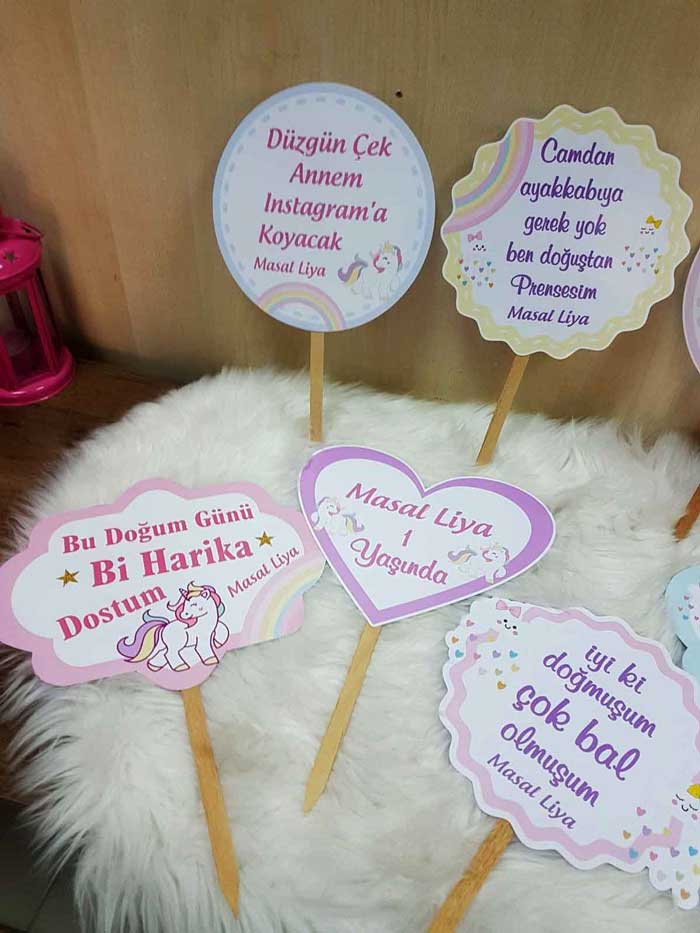 Düzgün Çek
Annem
Instagram'a
Koyacak
Masal Liya
Camdan
ayakkabıya
gerek yok
ben doğuştan
Prensesim
Masal Liya
Bu Doğum Günü
Bi Harika
Dostum
Masal Liya
Masal Liya
1
Yaşında
iyi ki
doğmuşum
çok bal
olmuşum
Masal Liya